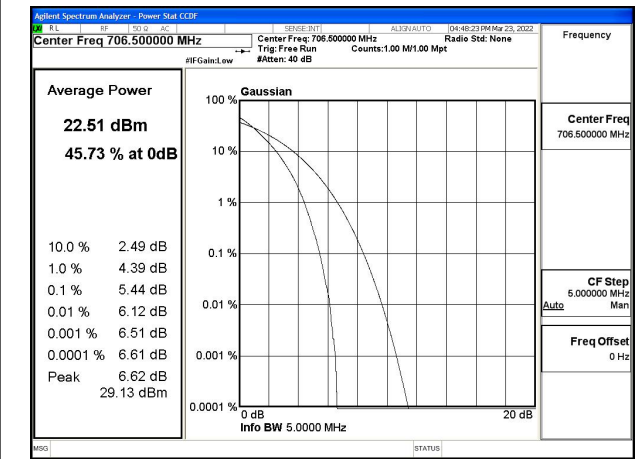 Agilent Spectrum Analyzer - Power Stat CCDF
RL RF 50 Ω AC SENSE:INT ALIGN AUTO 04:48:23 PM Mar 23, 2022
Center Freq 706.500000 MHz
Center Freq: 706.500000 MHz Radio Std: None
Trig: Free Run Counts:1.00 M/1.00 Mpt
#IFGain:Low #Atten: 40 dB
Frequency
Average Power
22.51 dBm
45.73 % at 0dB
10.0 % 2.49 dB
1.0 % 4.39 dB
0.1 % 5.44 dB
0.01 % 6.12 dB
0.001 % 6.51 dB
0.0001 % 6.61 dB
Peak 6.62 dB
29.13 dBm
Gaussian
100 %
10 %
1 %
0.1 %
0.01 %
0.001 %
0.0001 %
0 dB 20 dB
Info BW 5.0000 MHz
Center Freq
706.500000 MHz
CF Step
5.000000 MHz
Auto Man
Freq Offset
0 Hz
MSG STATUS